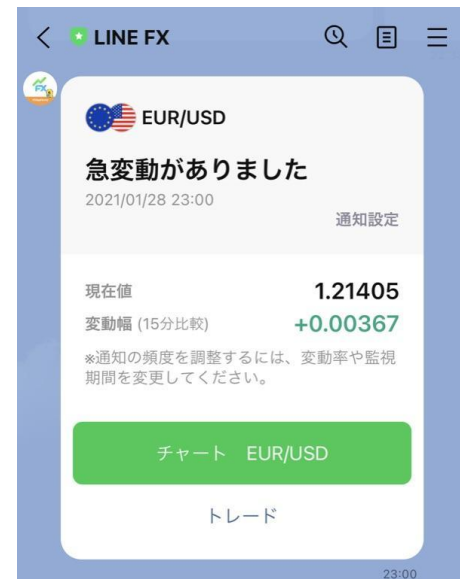 LINE FX
EUR/USD
急変動がありました
2021/01/28 23:00
通知設定
現在値 1.21405
変動幅 (15分比較) +0.00367
※通知の頻度を調整するには、変動率や監視
期間を変更してください。
チャート EUR/USD
トレード
23:00